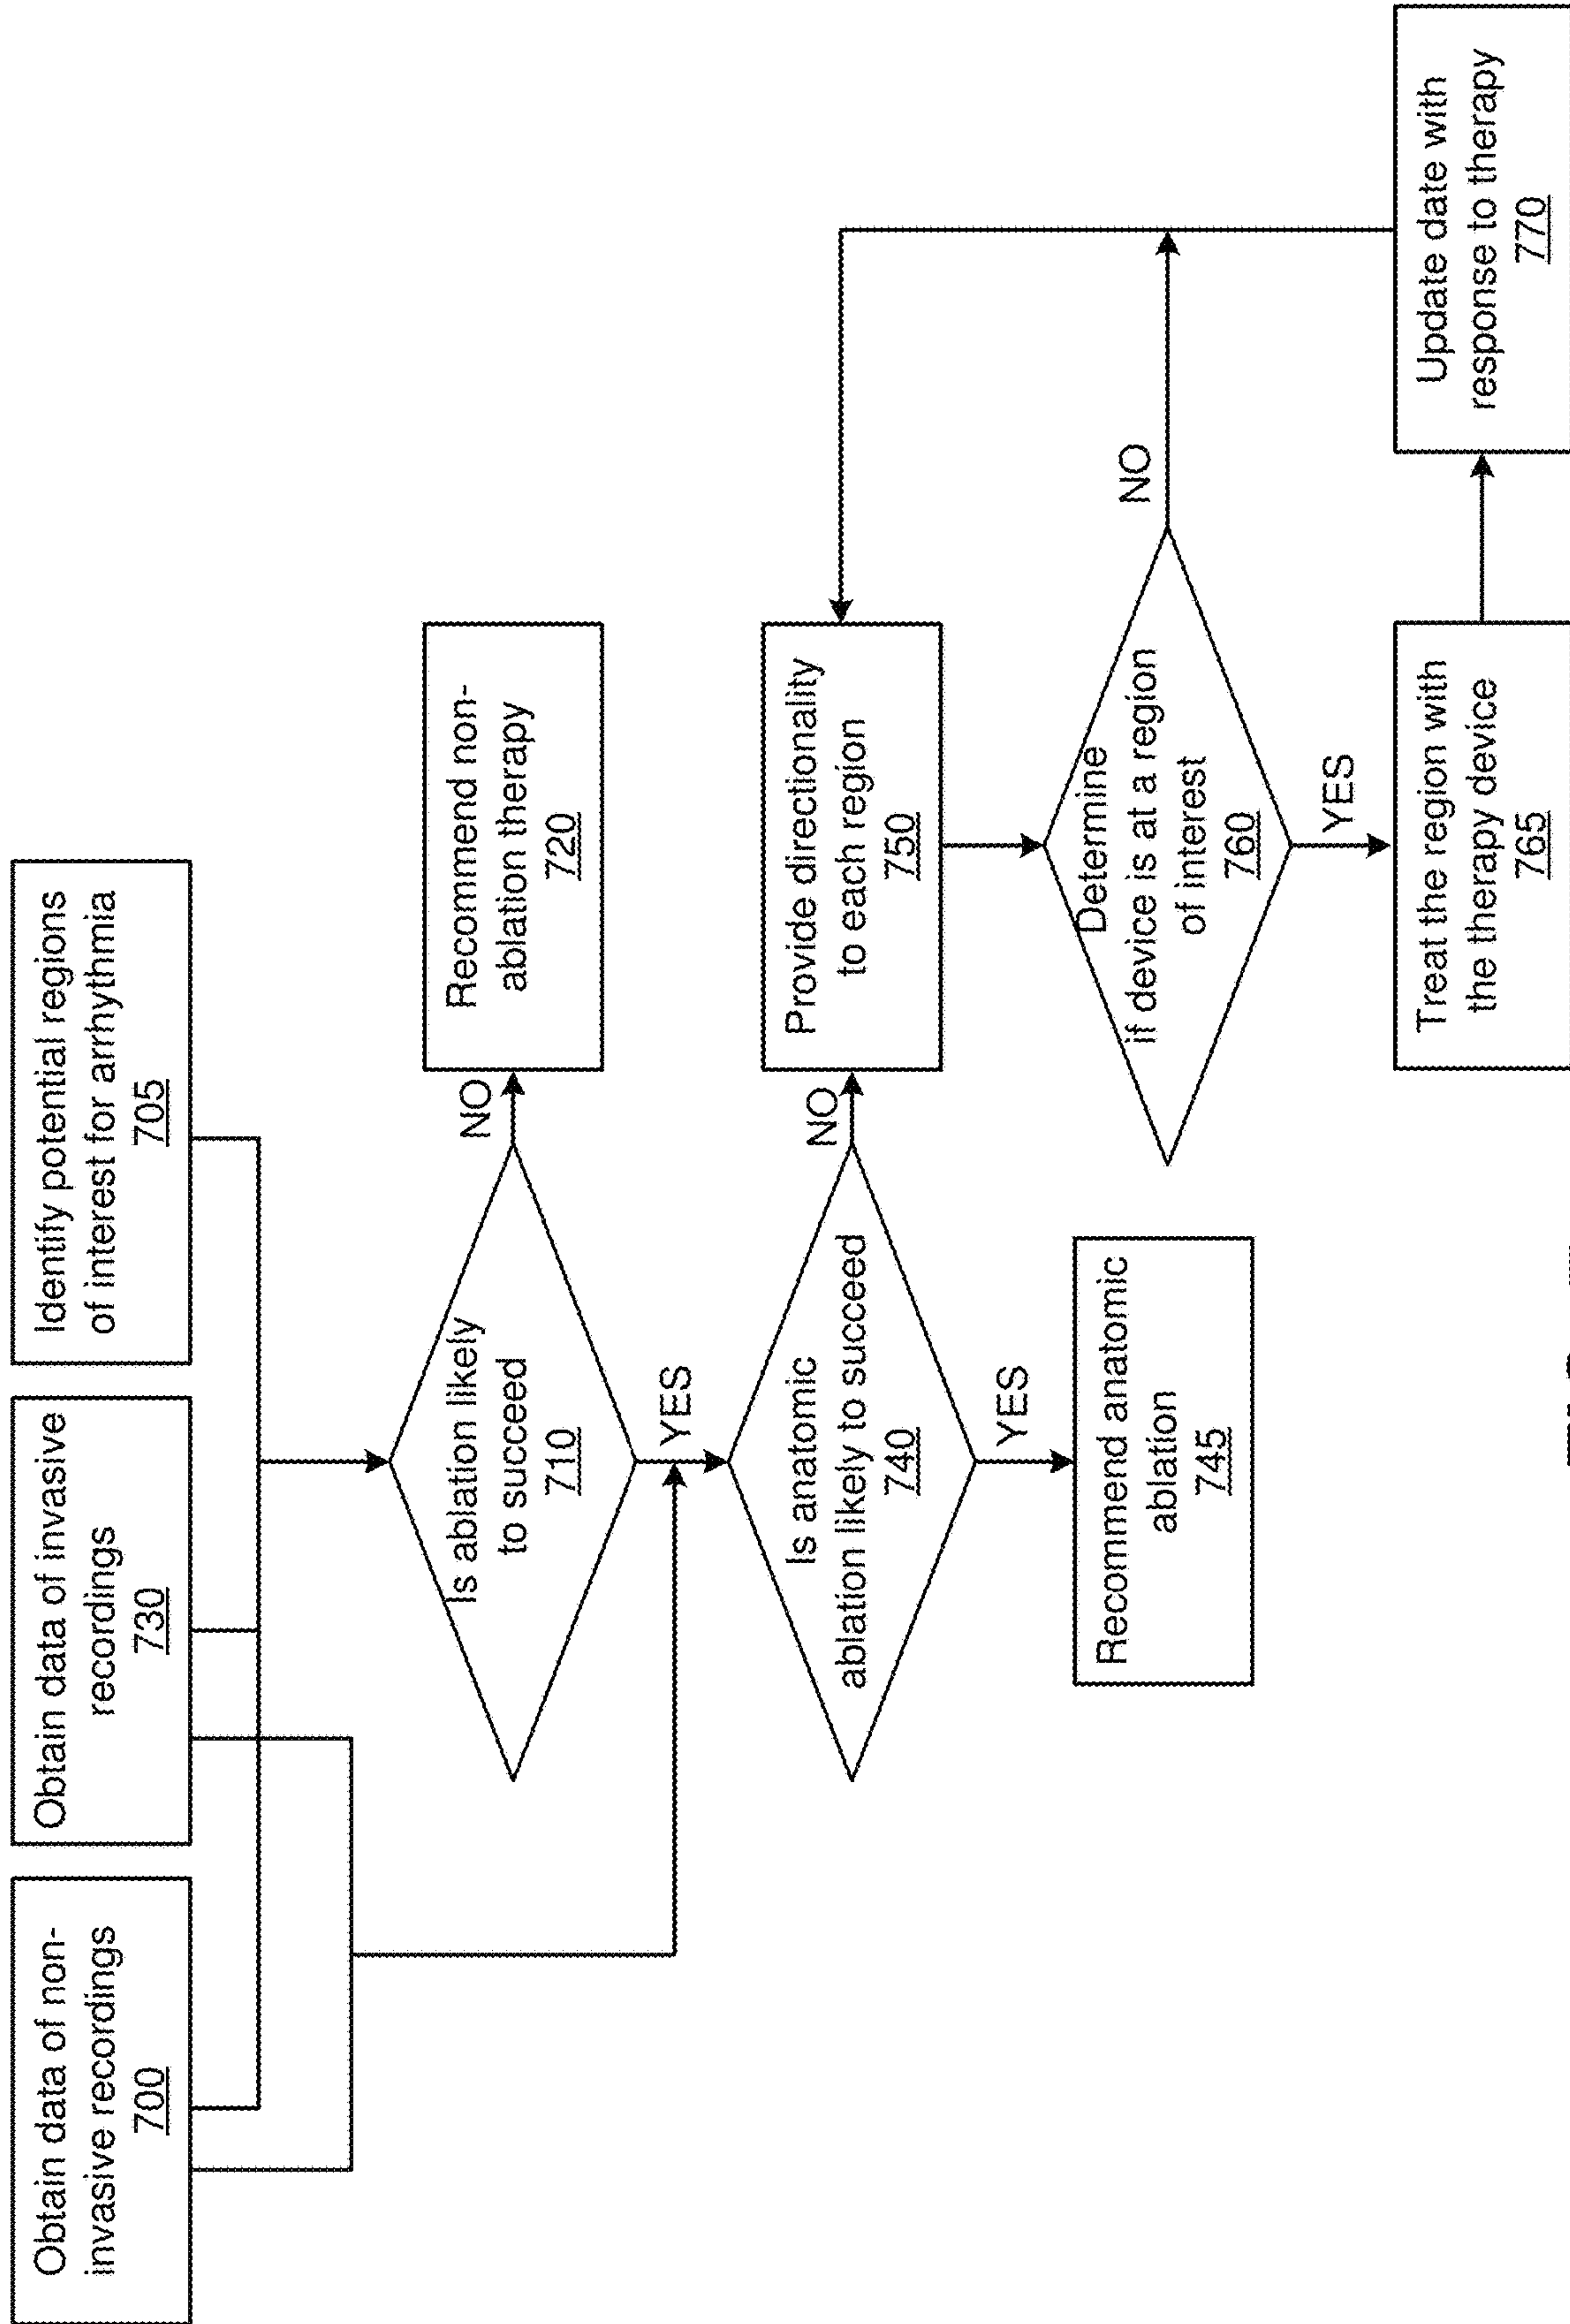 Obtain data of non-
invasive recordings
700
Obtain data of invasive
recordings
730
Identify potential regions
of interest for arrhythmia
705
Is ablation likely
to succeed
710
NO
Recommend non-
ablation therapy
720
YES
Is anatomic
ablation likely to succeed
740
NO
Provide directionality
to each region
750
YES
Recommend anatomic
ablation
745
Determine
if device is at a region
of interest
760
NO
YES
Treat the region with
the therapy device
765
Update date with
response to therapy
770